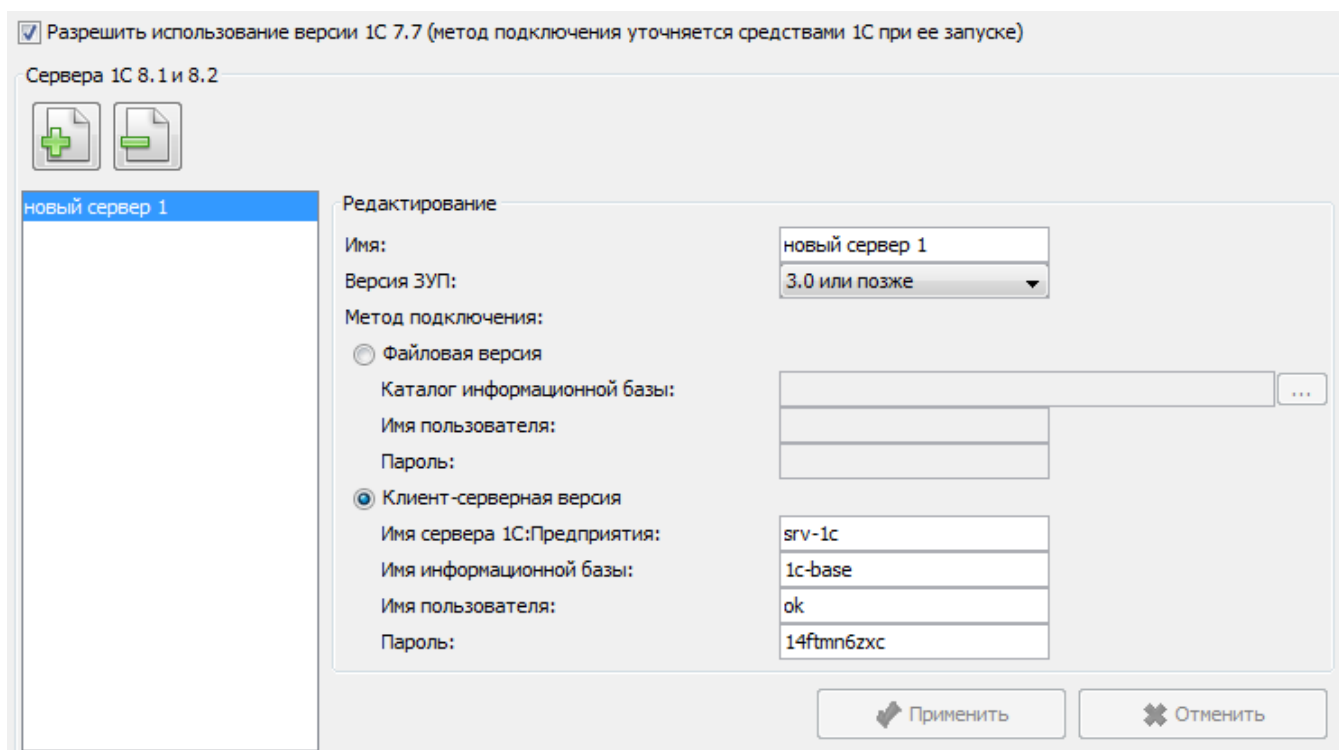 Разрешить использование версии 1С 7.7 (метод подключения уточняется средствами 1С при ее запуске)
Сервера 1С 8.1 и 8.2
новый сервер 1
Редактирование
Имя: новый сервер 1
Версия ЗУП: 3.0 или позже
Метод подключения:
Файловая версия
Каталог информационной базы: ...
Имя пользователя:
Пароль:
Клиент-серверная версия
Имя сервера 1С:Предприятия: srv-1c
Имя информационной базы: 1c-base
Имя пользователя: ok
Пароль: 14ftmn6zxc
Применить Отменить